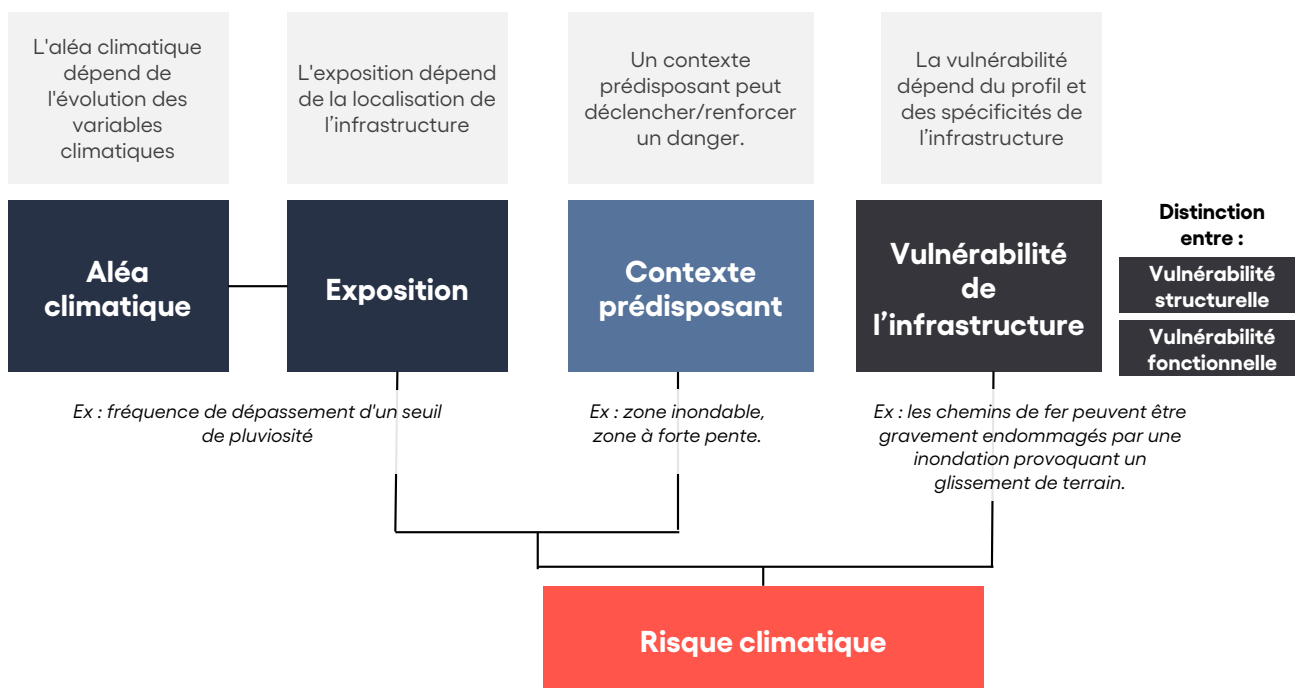 L'aléa climatique
dépend de
l'évolution des
variables
climatiques
L'exposition dépend
de la localisation de
l’infrastructure
Un contexte
prédisposant peut
déclencher/renforcer
un danger.
La vulnérabilité
dépend du profil et
des spécificités de
l’infrastructure
Aléa
climatique
Exposition
Contexte
prédisposant
Vulnérabilité
de
l’infrastructure
Distinction
entre :
Vulnérabilité
structurelle
Vulnérabilité
fonctionnelle
Ex : fréquence de dépassement d'un seuil
de pluviosité
Ex : zone inondable,
zone à forte pente.
Ex : les chemins de fer peuvent être
gravement endommagés par une
inondation provoquant un
glissement de terrain.
Risque climatique